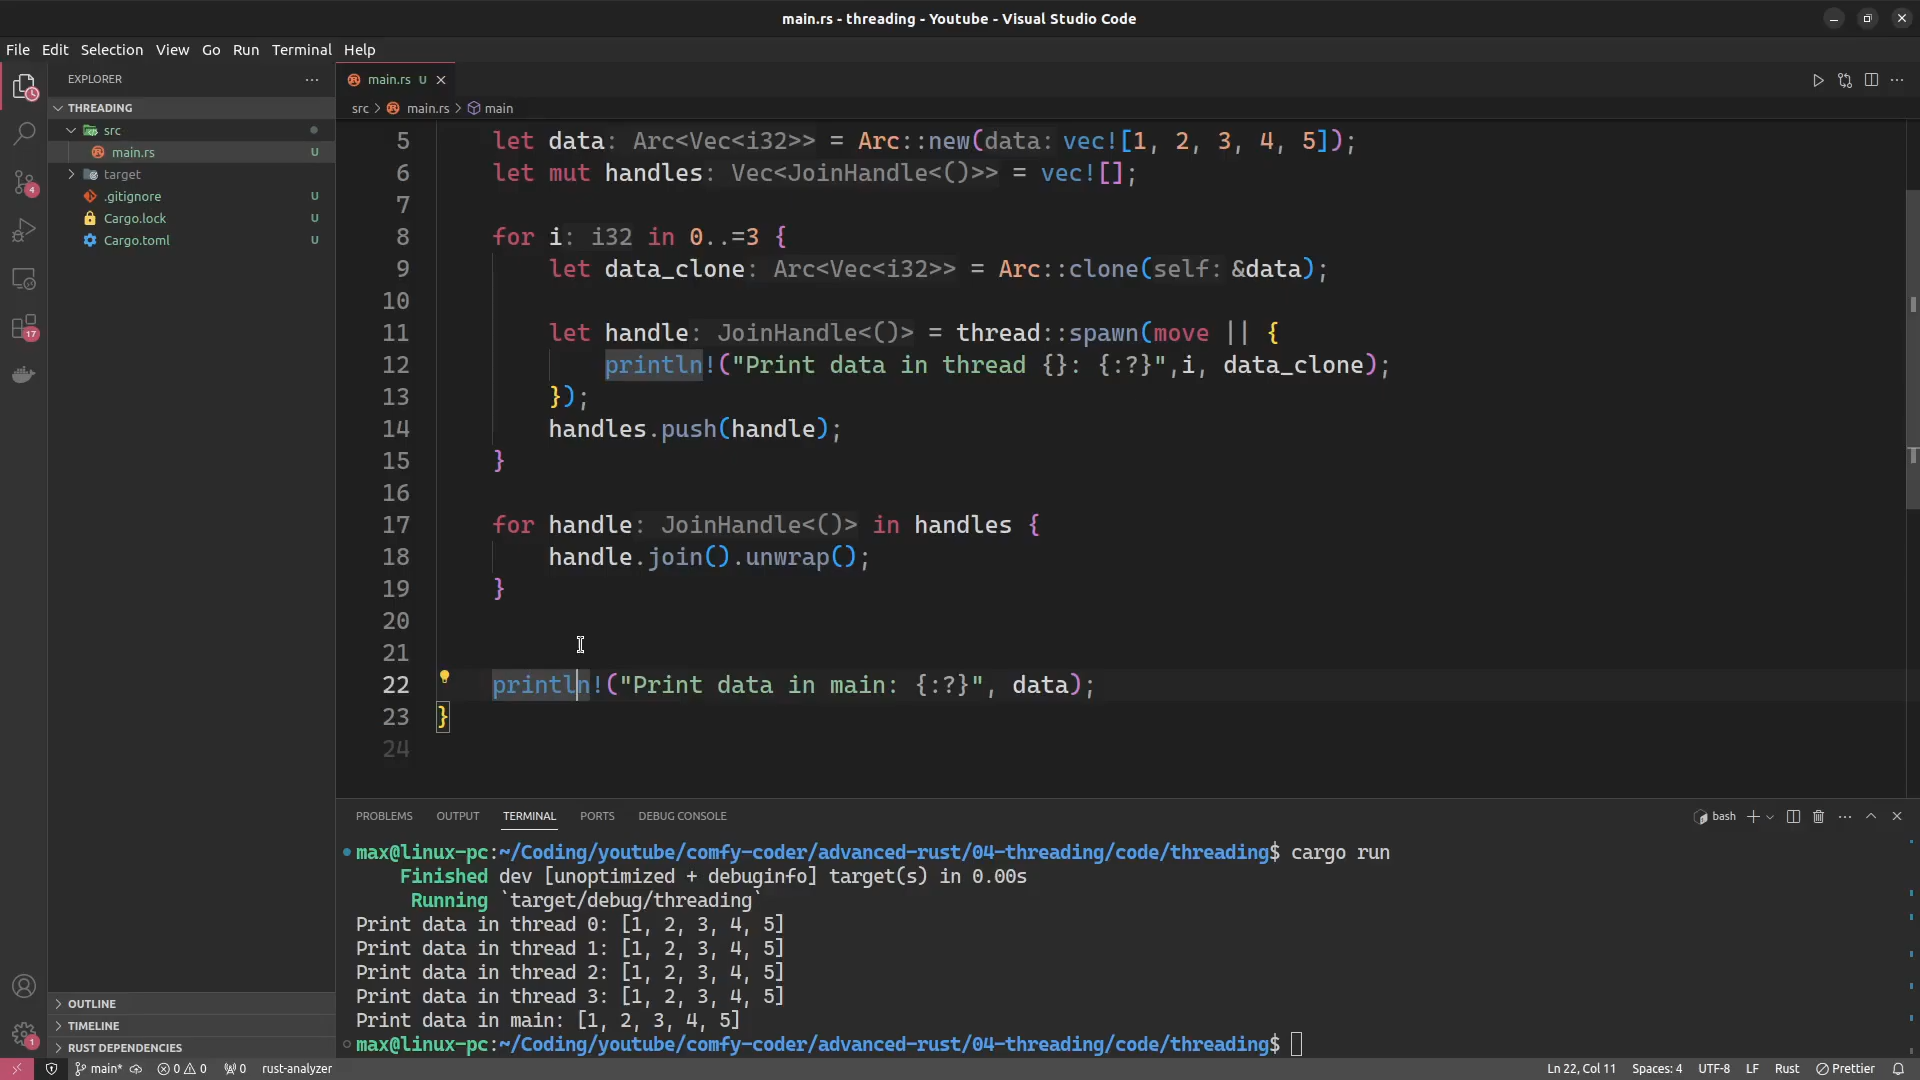 main.rs - threading - Youtube - Visual Studio Code
File Edit Selection View Go Run Terminal Help
EXPLORER
THREADING
src
main.rs U
target
.gitignore U
Cargo.lock U
Cargo.toml U
OUTLINE
TIMELINE
RUST DEPENDENCIES
4
17
1
main.rs U
src > main.rs > main
5 let data: Arc<Vec<i32>> = Arc::new(data: vec![1, 2, 3, 4, 5]);
6 let mut handles: Vec<JoinHandle<()>> = vec![];
7
8 for i: i32 in 0..=3 {
9 let data_clone: Arc<Vec<i32>> = Arc::clone(self: &data);
10
11 let handle: JoinHandle<()> = thread::spawn(move || {
12 println!("Print data in thread {}: {:?}",i, data_clone);
13 });
14 handles.push(handle);
15 }
16
17 for handle: JoinHandle<()> in handles {
18 handle.join().unwrap();
19 }
20
21
22 println!("Print data in main: {:?}", data);
23 }
24
PROBLEMS OUTPUT TERMINAL PORTS DEBUG CONSOLE
bash
max@linux-pc:~/Coding/youtube/comfy-coder/advanced-rust/04-threading/code/threading$ cargo run
Finished dev [unoptimized + debuginfo] target(s) in 0.00s
Running `target/debug/threading`
Print data in thread 0: [1, 2, 3, 4, 5]
Print data in thread 1: [1, 2, 3, 4, 5]
Print data in thread 2: [1, 2, 3, 4, 5]
Print data in thread 3: [1, 2, 3, 4, 5]
Print data in main: [1, 2, 3, 4, 5]
max@linux-pc:~/Coding/youtube/comfy-coder/advanced-rust/04-threading/code/threading$
main* 0 0 0 rust-analyzer Ln 22, Col 11 Spaces: 4 UTF-8 LF Rust Prettier